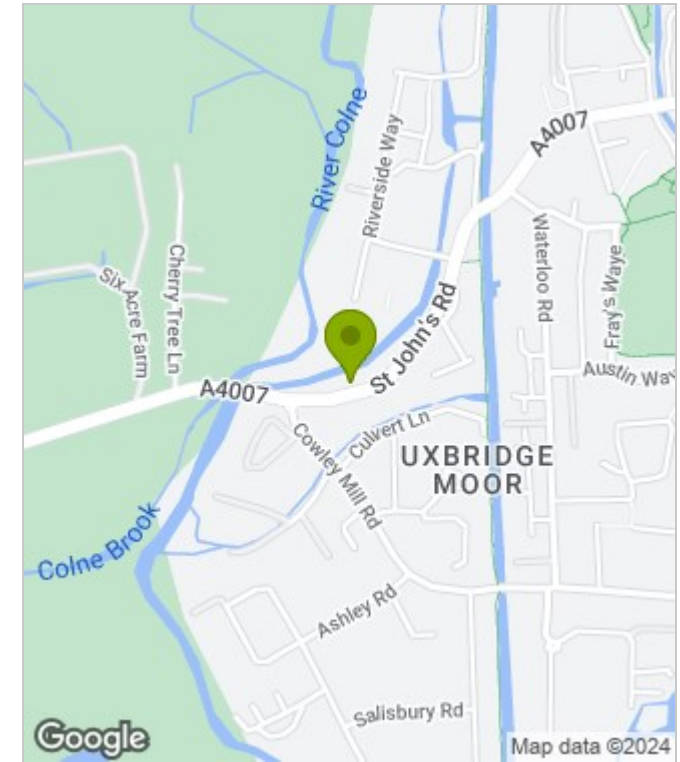 A4007
River Colne
Riverside Way
Cherry Tree Ln
Six Acre Farm
Waterloo Rd
Fray's Waye
St John's Rd
Austin Way
A4007
Culvert Ln
Cowley Mill Rd
UXBRIDGE
MOOR
Colne Brook
Ashley Rd
Salisbury Rd
Google
Map data ©2024